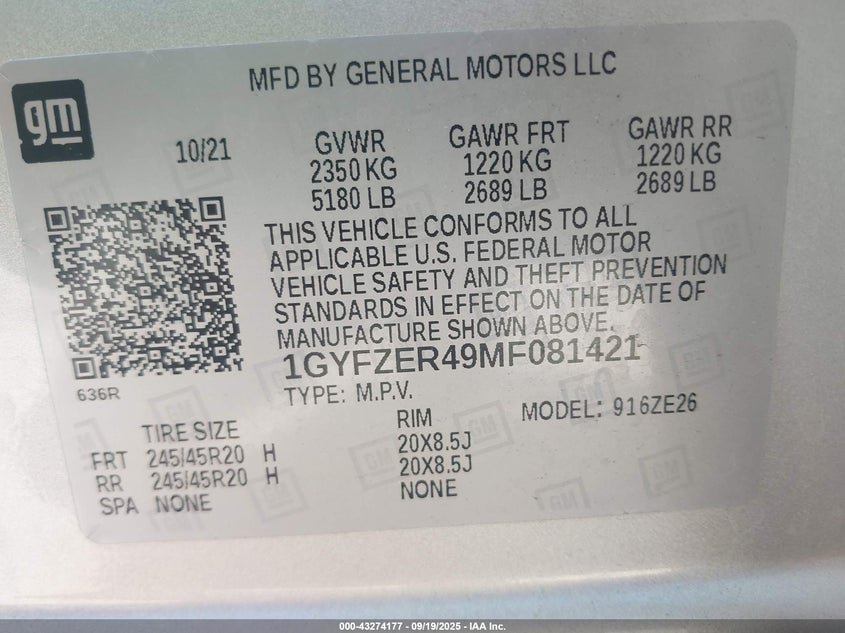 gm
MFD BY GENERAL MOTORS LLC
10/21
GVWR
2350 KG
5180 LB
GAWR FRT
1220 KG
2689 LB
GAWR RR
1220 KG
2689 LB
THIS VEHICLE CONFORMS TO ALL
APPLICABLE U.S. FEDERAL MOTOR
VEHICLE SAFETY AND THEFT PREVENTION
STANDARDS IN EFFECT ON THE DATE OF
MANUFACTURE SHOWN ABOVE.
1GYFZER49MF081421
636R
TYPE: M.P.V.
MODEL: 916ZE26
TIRE SIZE
RIM
FRT 245/45R20 H 20X8.5J
RR 245/45R20 H 20X8.5J
SPA NONE NONE
000-43274177 - 09/19/2025 - IAA Inc.